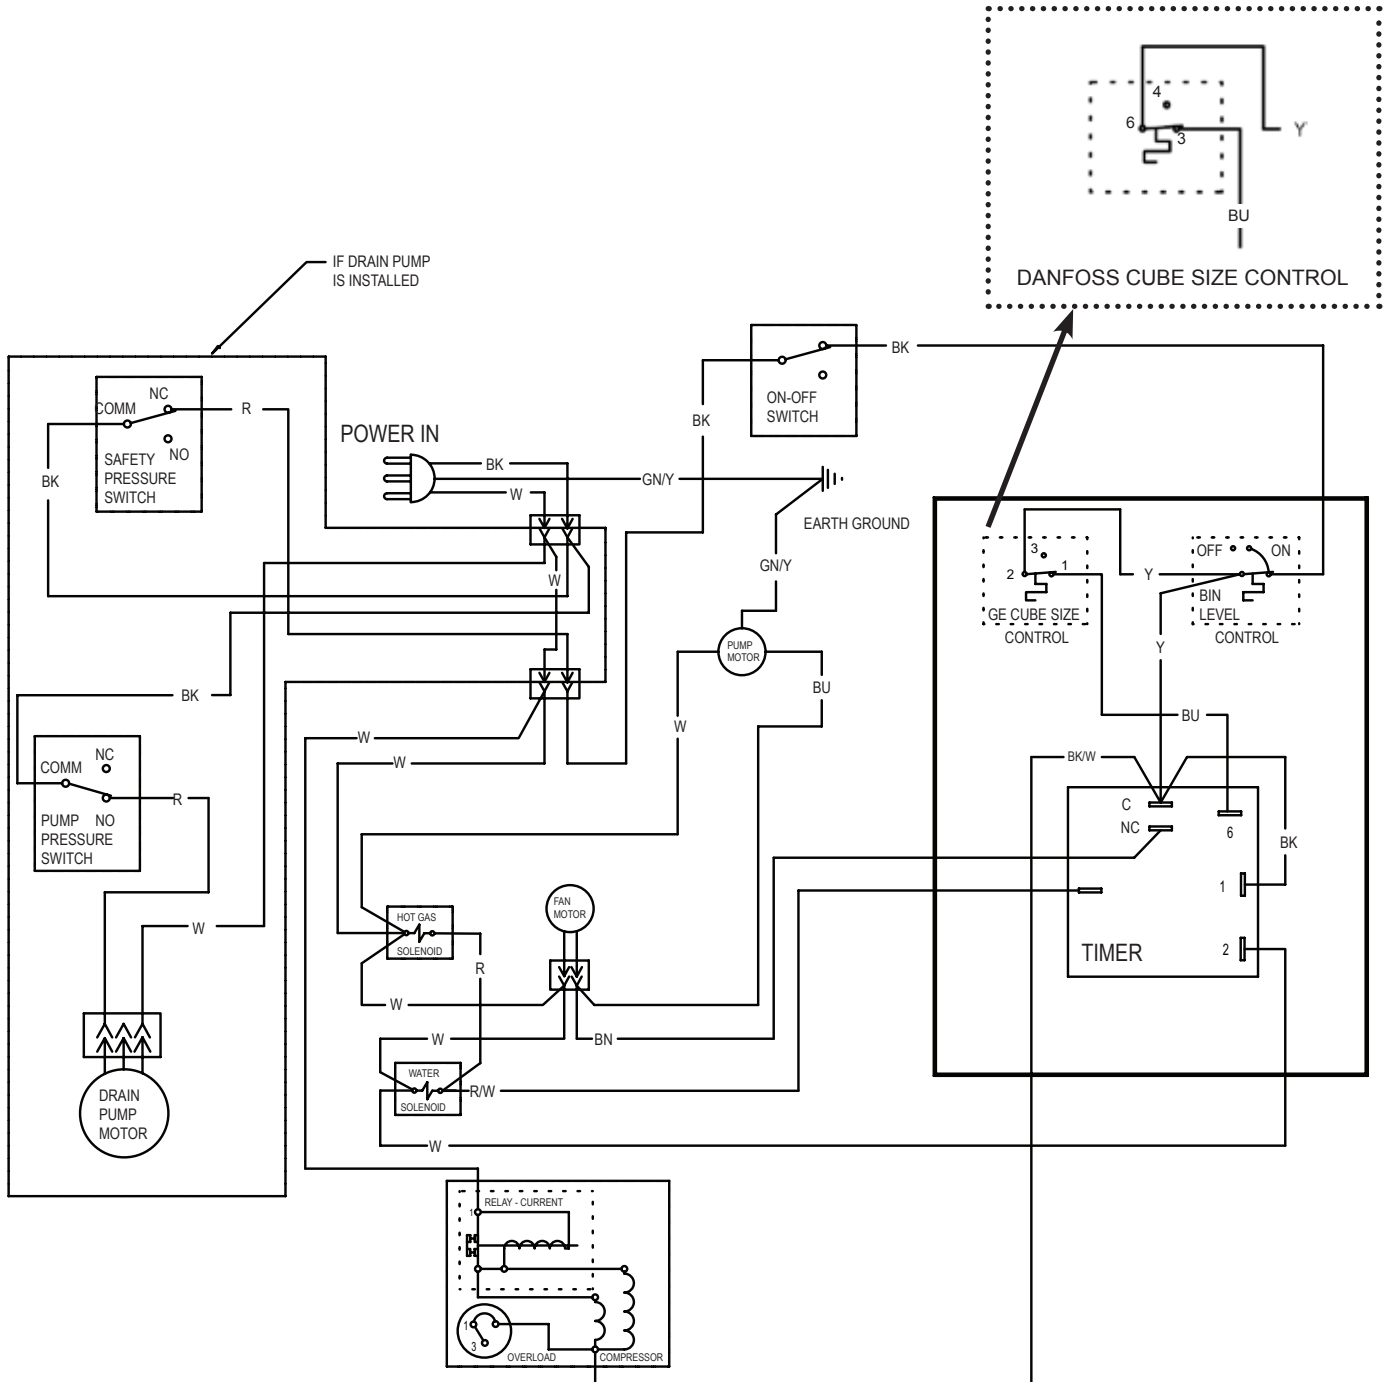 4
6
3
Y
BU
DANFOSS CUBE SIZE CONTROL
IF DRAIN PUMP
IS INSTALLED
BK
ON-OFF
SWITCH
BK
NC
COMM
R
NO
SAFETY
PRESSURE
SWITCH
BK
POWER IN
BK
GN/Y
W
EARTH GROUND
GN/Y
W
3
1
2
GE CUBE SIZE
CONTROL
Y
OFF
ON
BIN
LEVEL
CONTROL
Y
PUMP
MOTOR
BU
W
BK
BU
W
W
BK/W
NC
COMM
R
PUMP
NO
PRESSURE
SWITCH
C
NC
6
BK
1
2
TIMER
W
HOT GAS
SOLENOID
FAN
MOTOR
R
W
W
BN
WATER
SOLENOID
R/W
W
DRAIN
PUMP
MOTOR
RELAY - CURRENT
1
1
3
OVERLOAD
COMPRESSOR